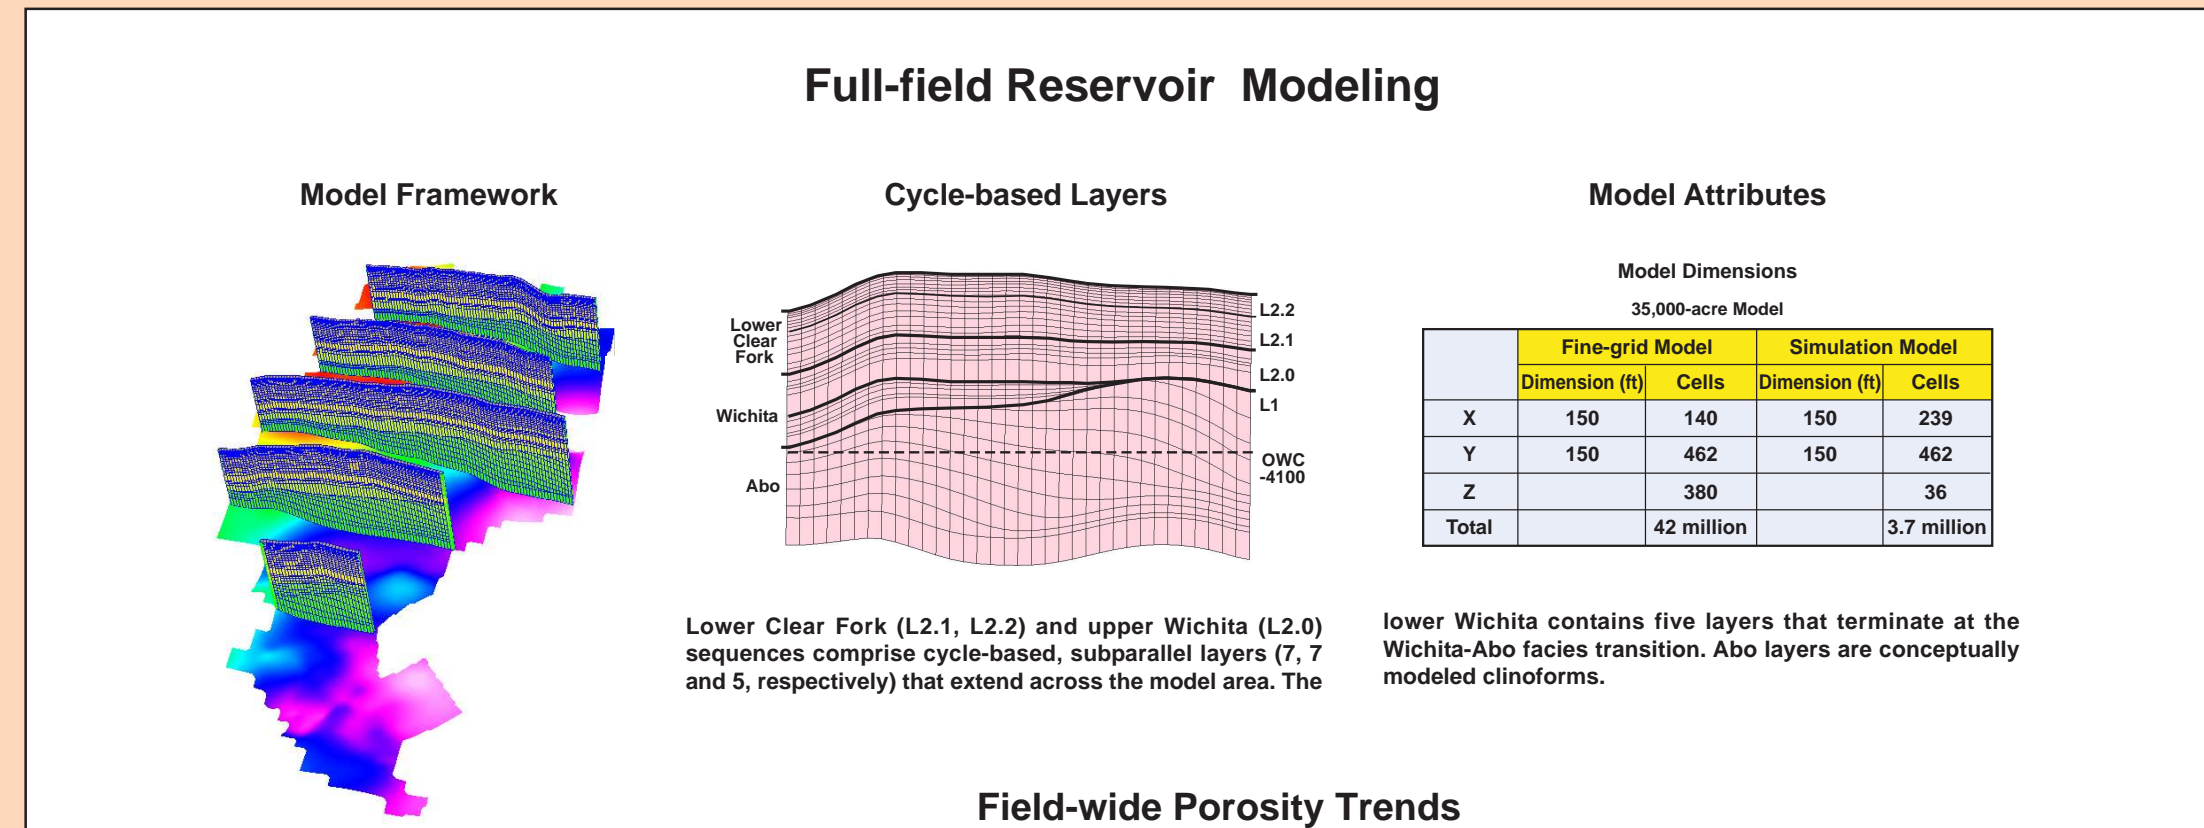 Full-field Reservoir Modeling
Model Framework
Cycle-based Layers
Lower
Clear
Fork
Wichita
Abo
L2.2
L2.1
L2.0
L1
OWC
-4100
Lower Clear Fork (L2.1, L2.2) and upper Wichita (L2.0)
sequences comprise cycle-based, subparallel layers (7, 7
and 5, respectively) that extend across the model area. The
Model Attributes
Model Dimensions
35,000-acre Model
Fine-grid Model Simulation Model
Dimension (ft) Cells Dimension (ft) Cells
X 150 140 150 239
Y 150 462 150 462
Z 380 36
Total 42 million 3.7 million
lower Wichita contains five layers that terminate at the
Wichita-Abo facies transition. Abo layers are conceptually
modeled clinoforms.
Field-wide Porosity Trends